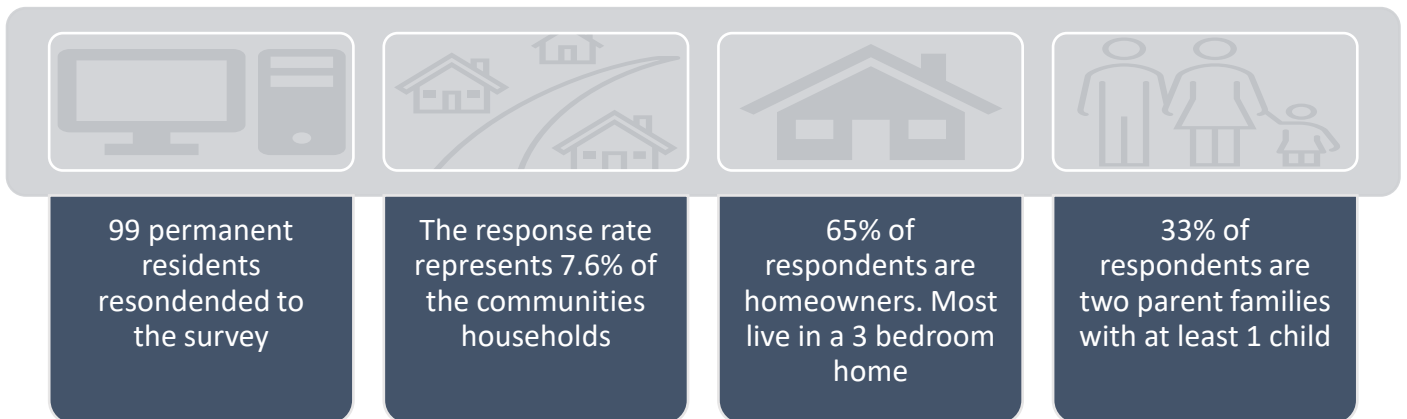 99 permanent
residents
resondended to
the survey
The response rate
represents 7.6% of
the communities
households
65% of
respondents are
homeowners. Most
live in a 3 bedroom
home
33% of
respondents are
two parent families
with at least 1 child